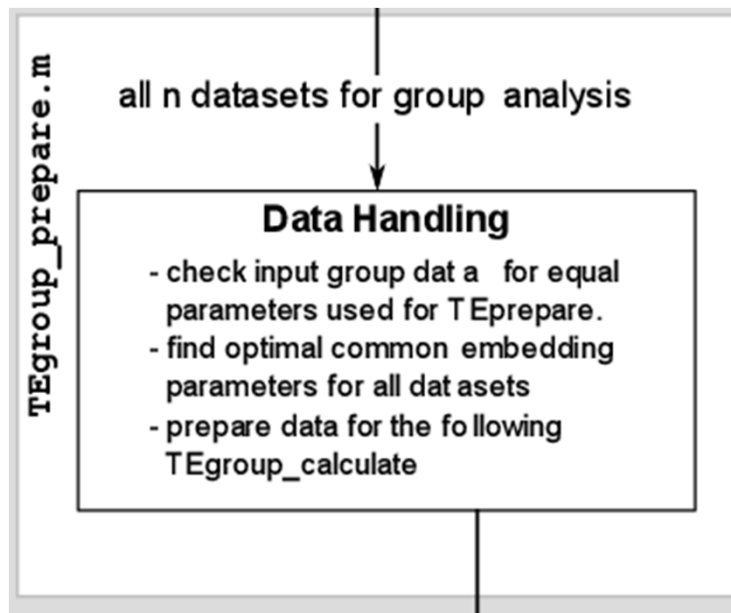 TEgroup_prepare.m
all n datasets for group analysis
Data Handling
- check input group dat a for equal
parameters used for TEprepare.
- find optimal common embedding
parameters for all dat asets
- prepare data for the fo llowing
TEgroup_calculate